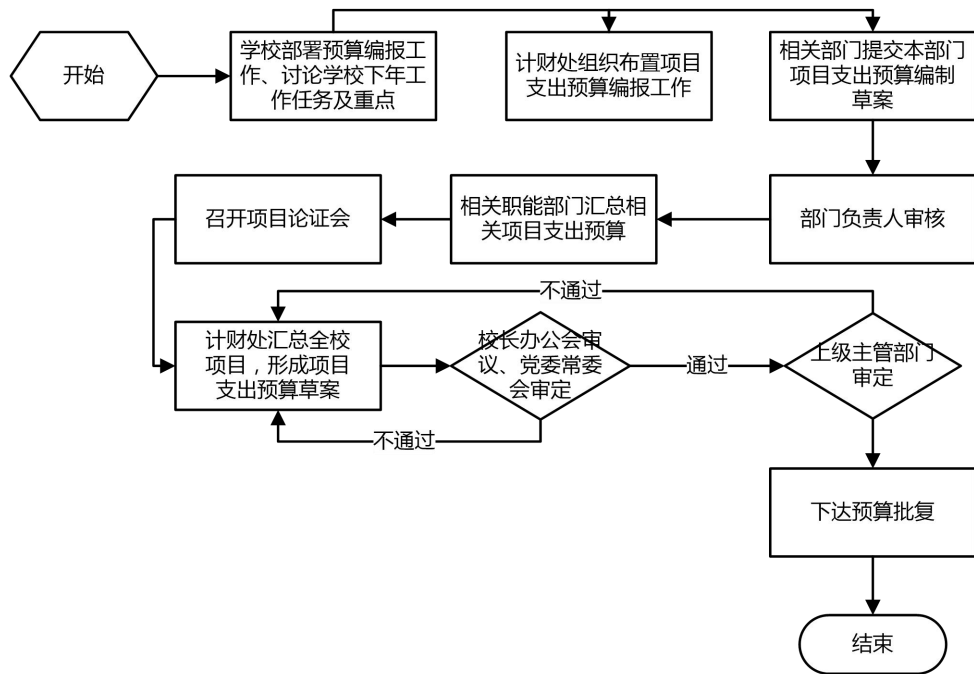 开始
学校部署预算编报工
作、讨论学校下年工
作任务及重点
计财处组织布置项目
支出预算编报工作
相关部门提交本部门
项目支出预算编制
草案
召开项目论证会
相关职能部门汇总相
关项目支出预算
部门负责人审核
不通过
计财处汇总全校
项目，形成项目
支出预算草案
校长办公会审
议、党委常委
会审定
通过
上级主管部门
审定
不通过
下达预算批复
结束